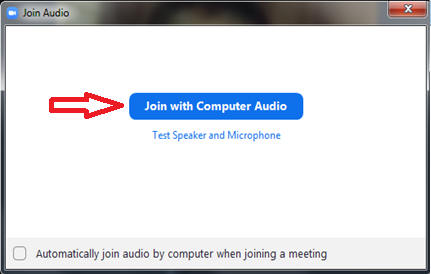 Join Audio
Join with Computer Audio
Test Speaker and Microphone
Automatically join audio by computer when joining a meeting